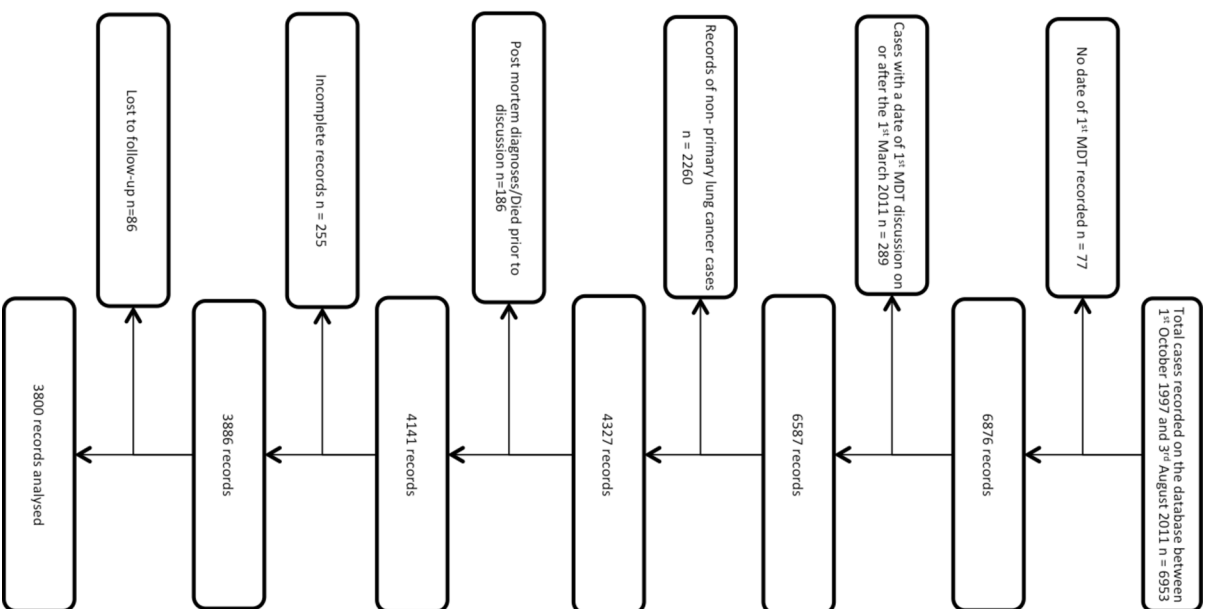 Total cases recorded on the database between
1st October 1997 and 3rd August 2011 n = 6953
No date of 1st MDT recorded n = 77
6876 records
Cases with a date of 1st MDT discussion on
or after the 1st March 2011 n = 289
6587 records
Records of non- primary lung cancer cases
n = 2260
4327 records
Post mortem diagnoses/Died prior to
discussion n=186
4141 records
Incomplete records n = 255
3886 records
Lost to follow-up n=86
3800 records analysed